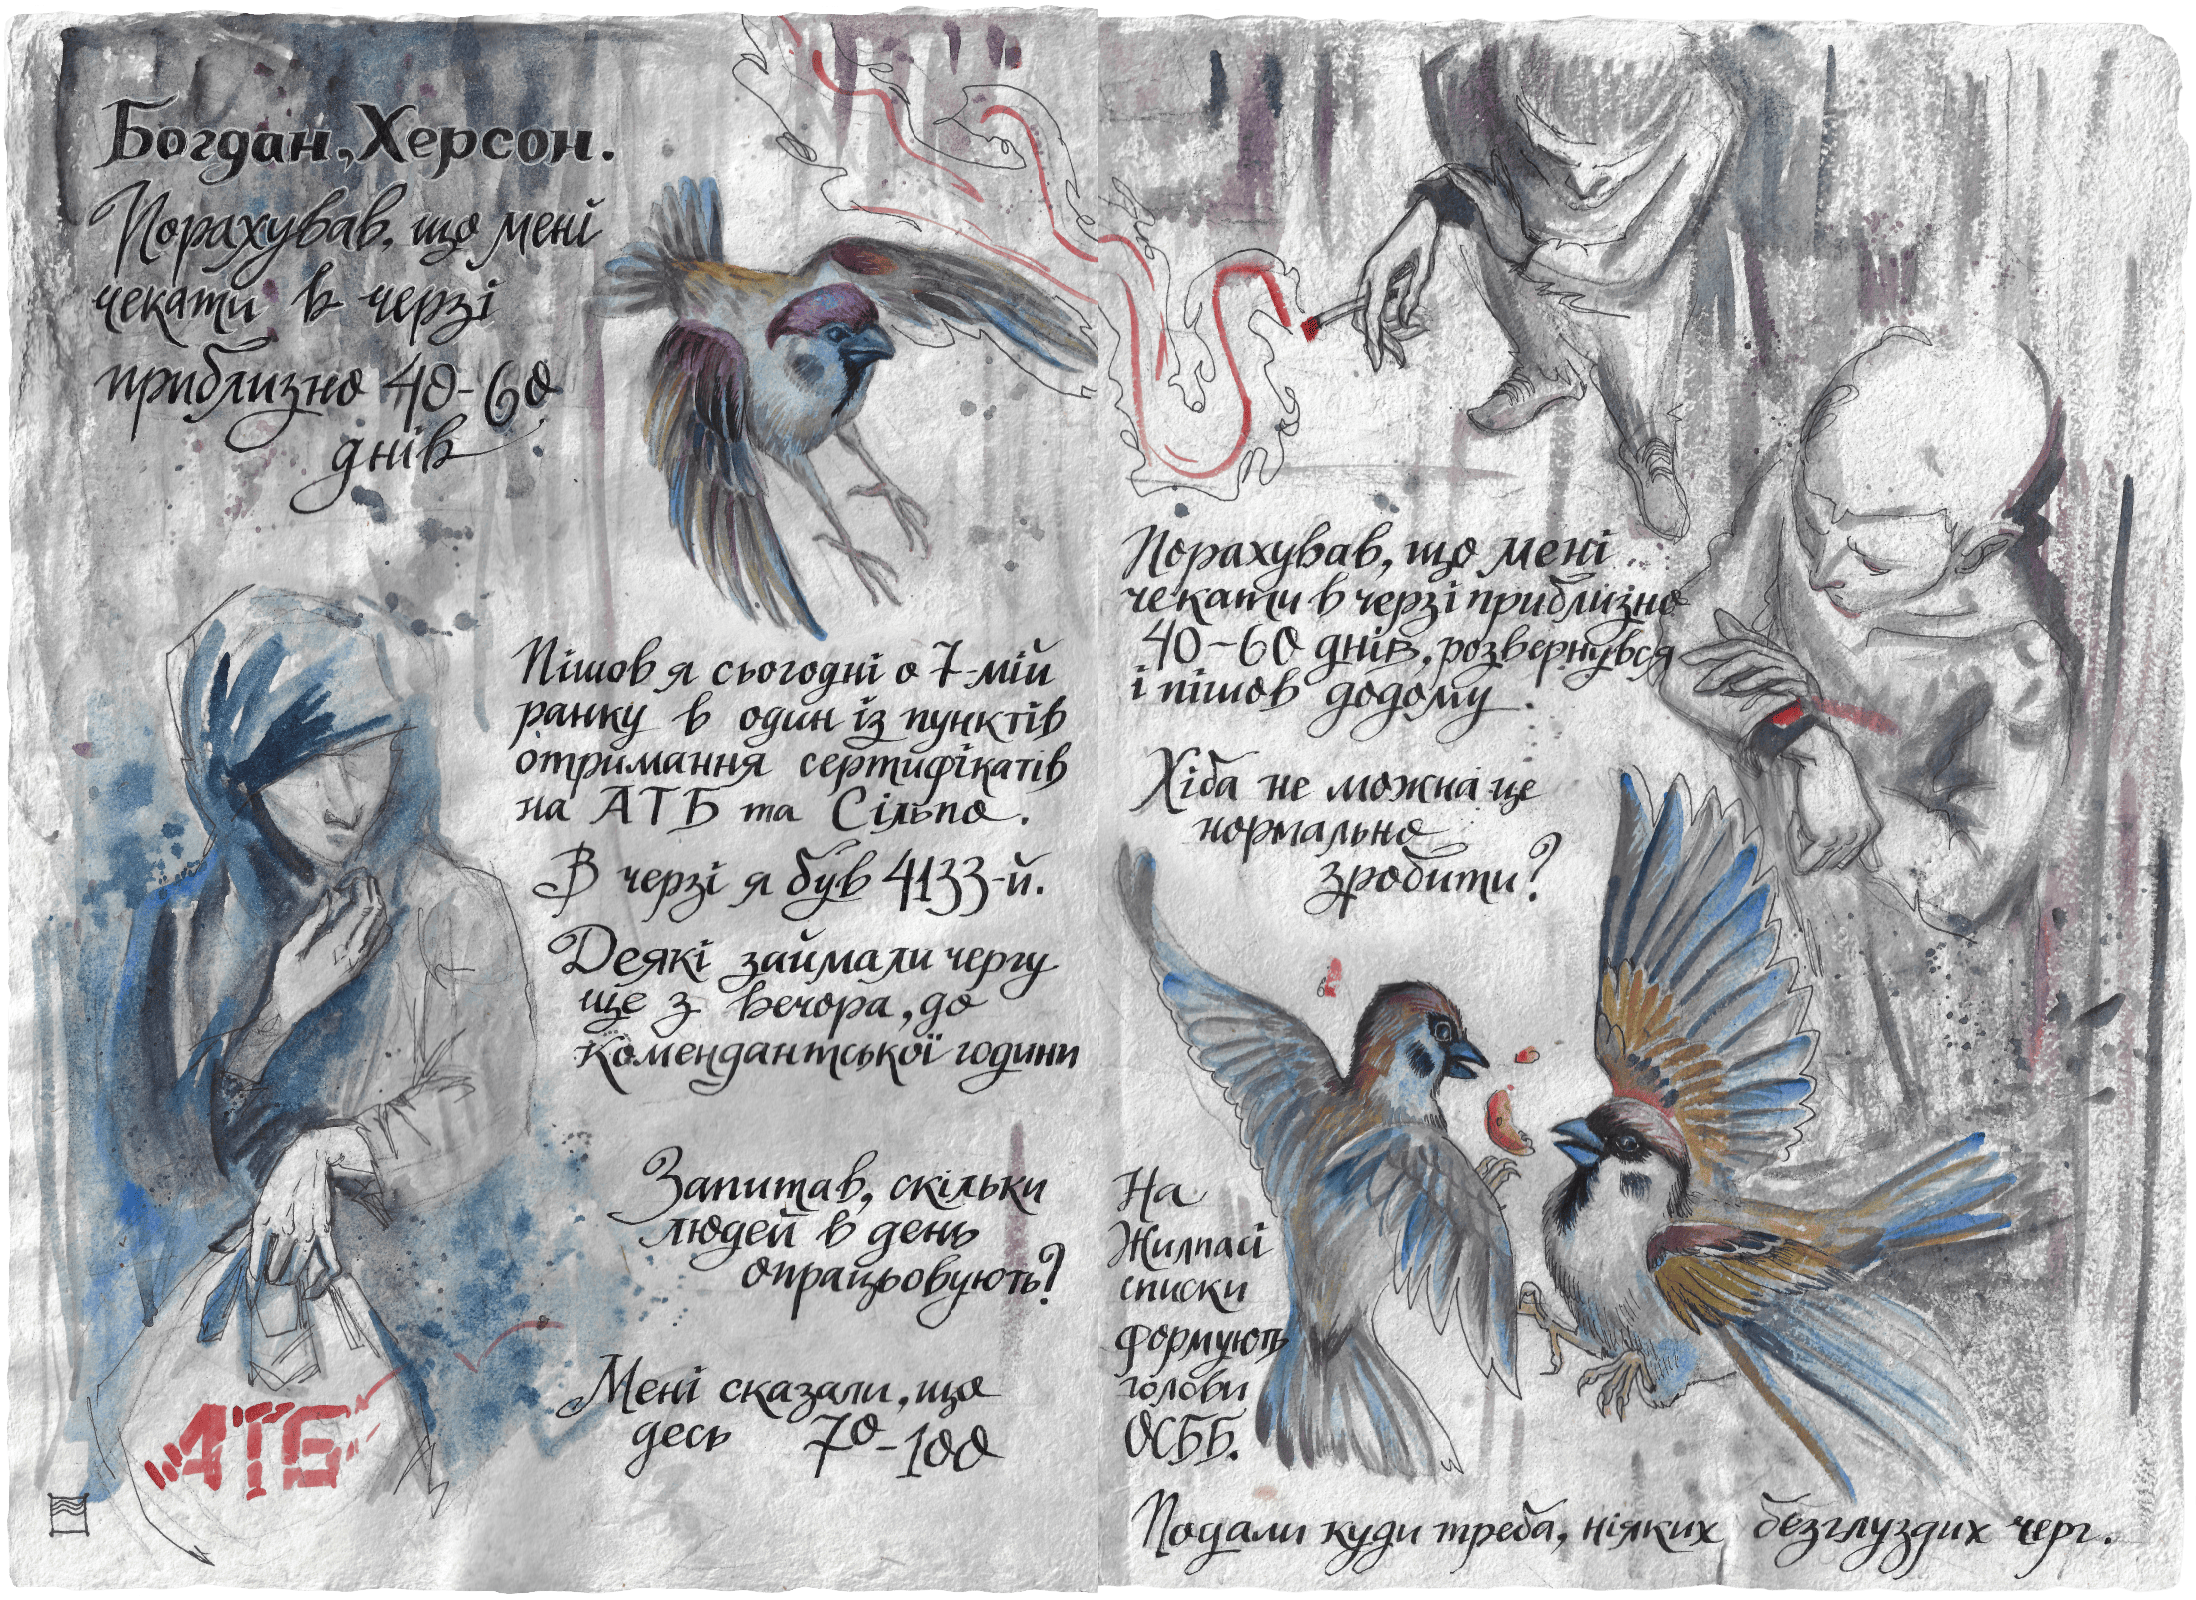 Богдан, Херсон.
Порахував, що мені
чекати в черзі
приблизно 40-60
днів
Пішов я сьогодні о 7-мій
ранку в один із пунктів
отримання сертифікатів
на АТБ та Сільпо.
В черзі я був 4133-й.
Деякі займали чергу
ще з вечора, до
комендантської години
Запитав, скільки
людей в день
опрацьовують?
Мені сказали, що
десь 70-100
АТБ
Порахував, що мені
чекати в черзі приблизно
40-60 днів, розвернувся
і пішов додому.
Хіба не можна це
нормально
зробити?
На
Жилпаї
списки
формують
голови
ОСББ.
Подали куди треба, ніяких безглуздих черг.